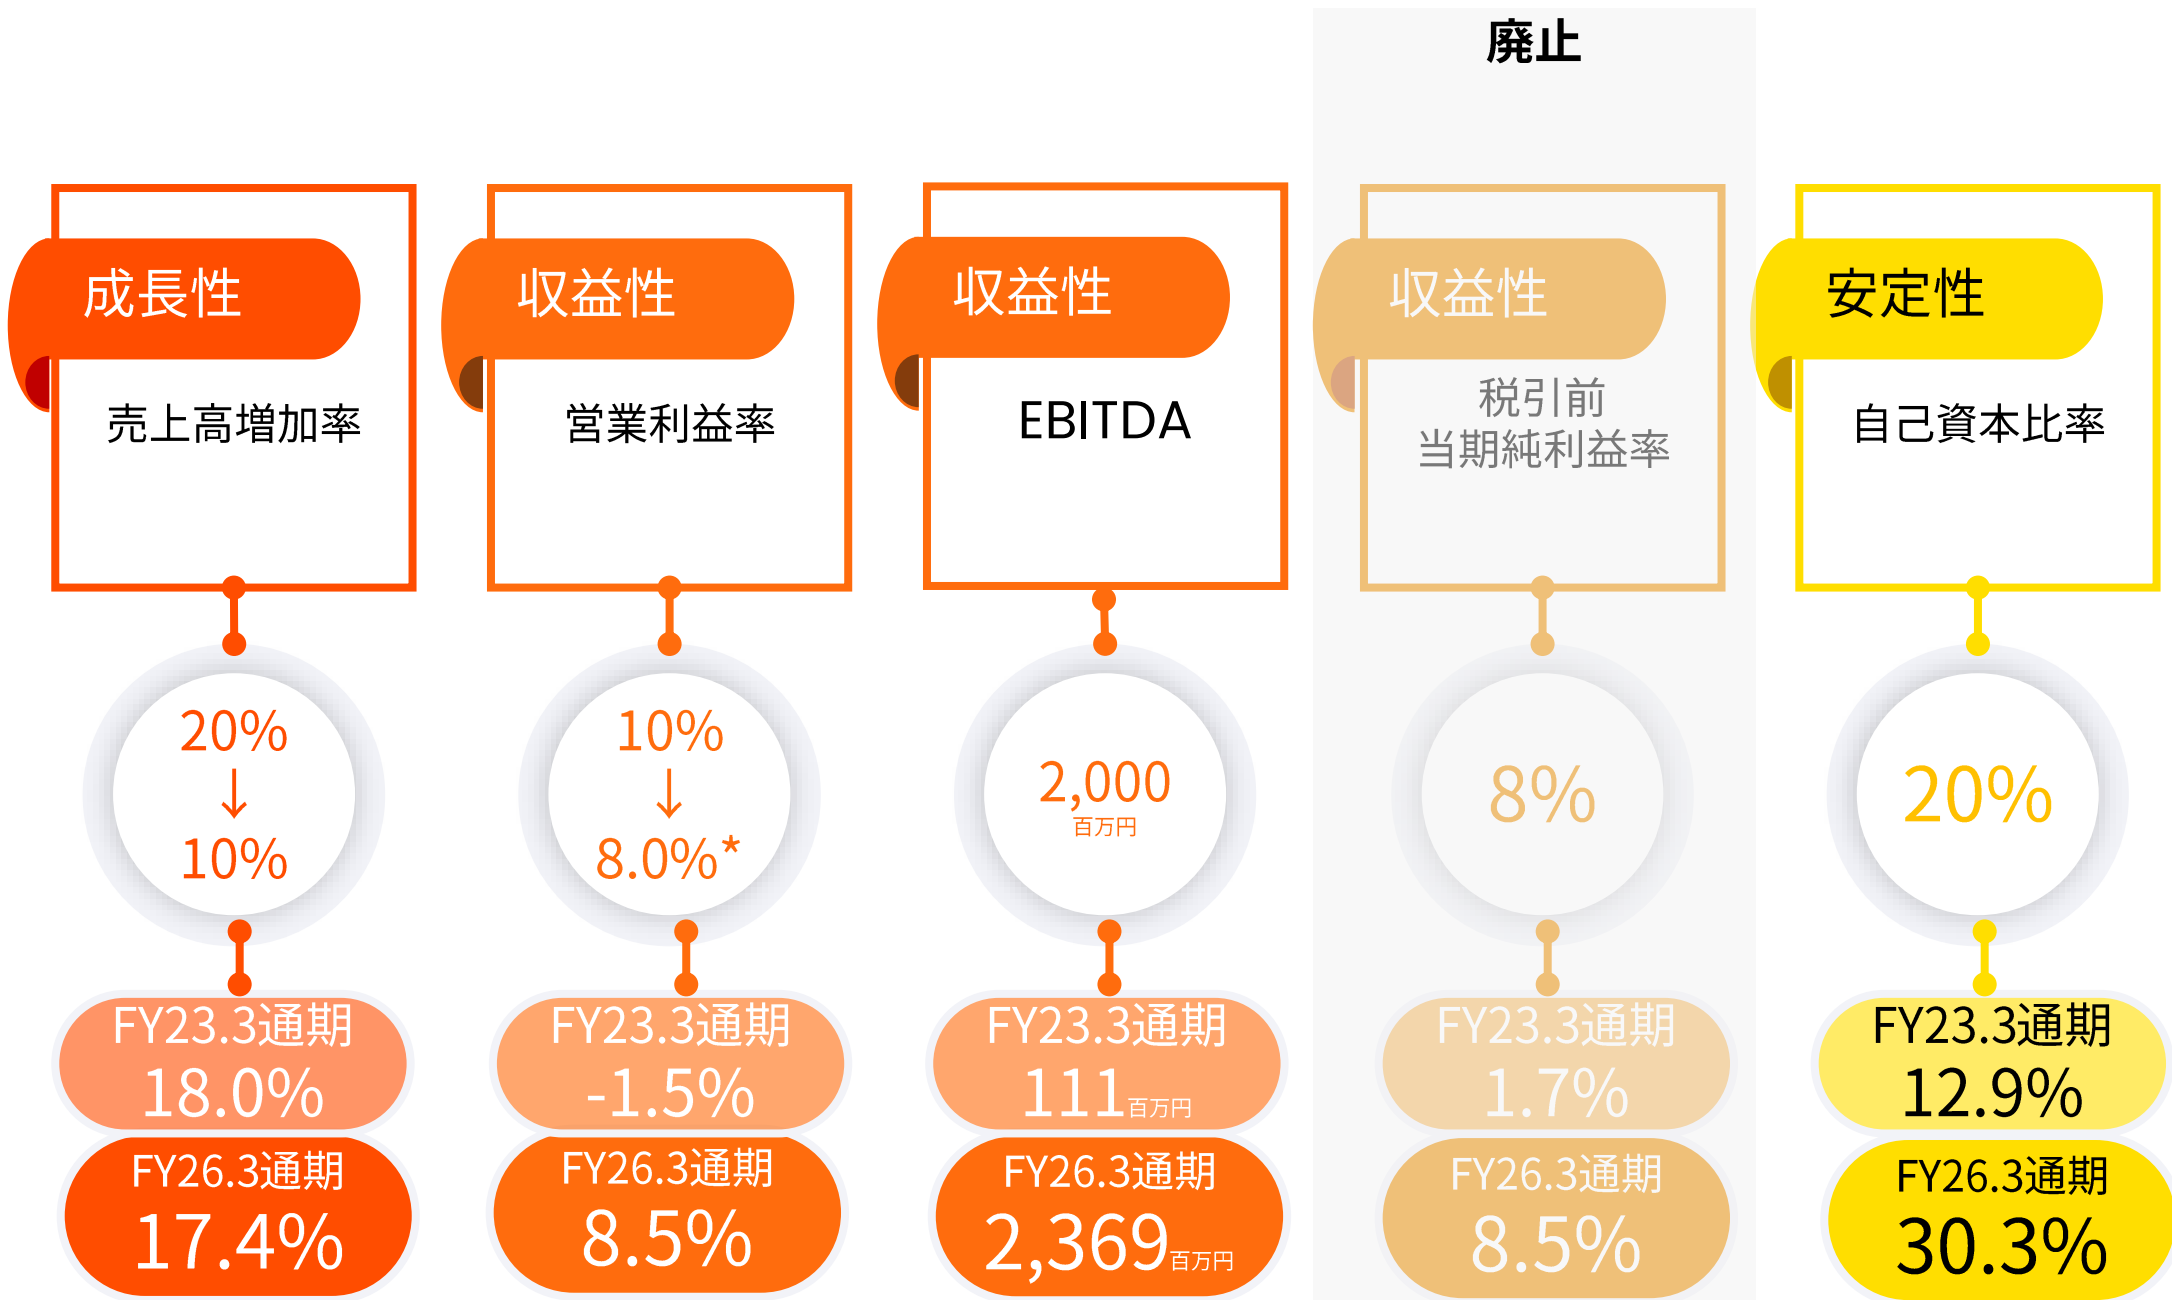 廃止
成長性
売上高増加率
20%
↓
10%
FY23.3通期
18.0%
FY26.3通期
17.4%
収益性
営業利益率
10%
↓
8.0%*
FY23.3通期
-1.5%
FY26.3通期
8.5%
収益性
EBITDA
2,000
百万円
FY23.3通期
111百万円
FY26.3通期
2,369百万円
収益性
税引前
当期純利益率
8%
FY23.3通期
1.7%
FY26.3通期
8.5%
安定性
自己資本比率
20%
FY23.3通期
12.9%
FY26.3通期
30.3%